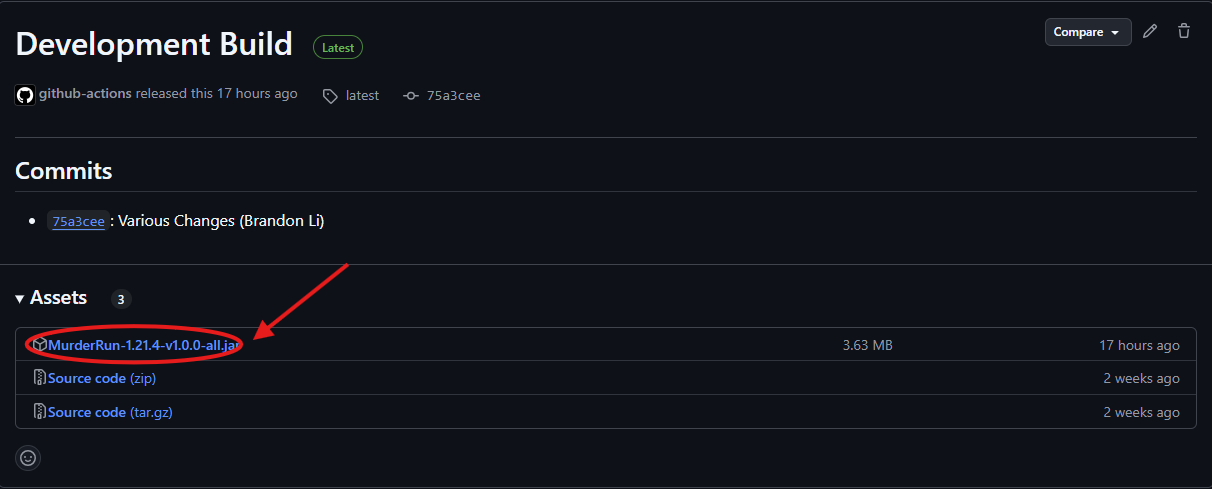 Development Build Latest Compare
github-actions released this 17 hours ago latest 75a3cee
Commits
75a3cee: Various Changes (Brandon Li)
Assets 3
MurderRun-1.21.4-v1.0.0-all.jar 3.63 MB 17 hours ago
Source code (zip) 2 weeks ago
Source code (tar.gz) 2 weeks ago